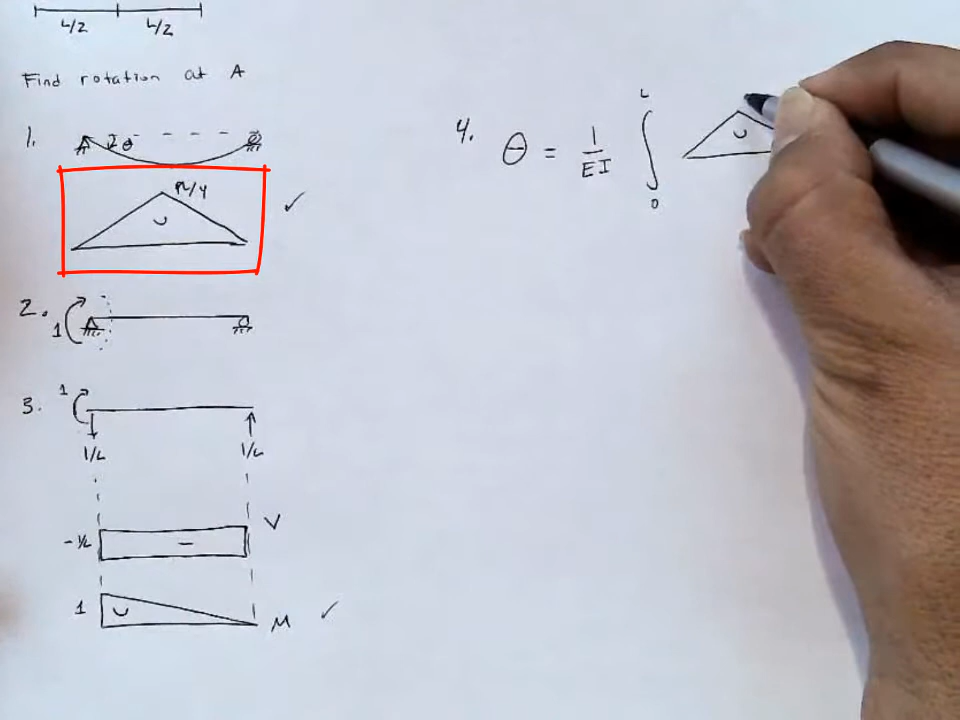 L/2 L/2
Find rotation at A
1. θ
PL/4
2.
1
3. 1
1/L 1/L
-1/L - V
1 M
4. θ = 1/EI ∫ L 0